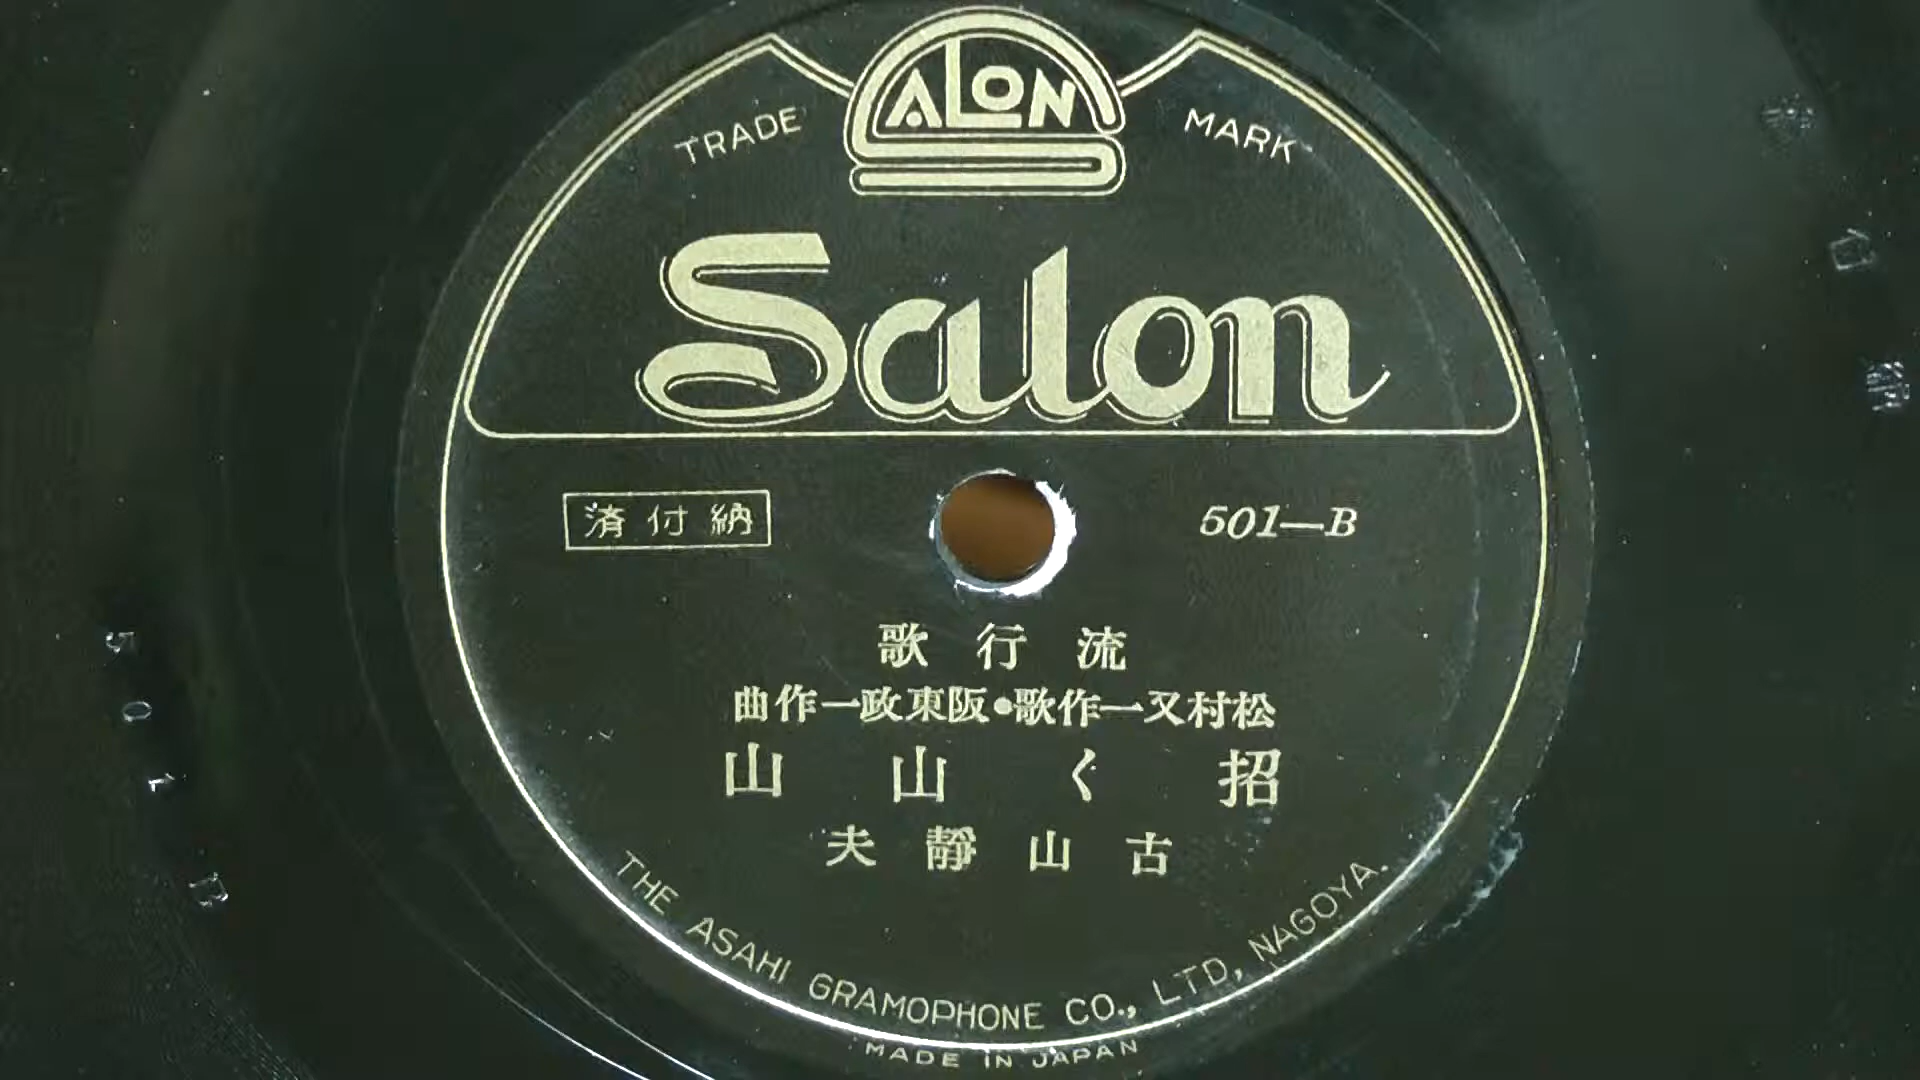 SALON
TRADE MARK
Salon
納付済
501—B
流行歌
松村又一作歌●阪東政一作曲
招く山山
古山靜夫
THE ASAHI GRAMOPHONE CO., LTD, NAGOYA.
MADE IN JAPAN
501B